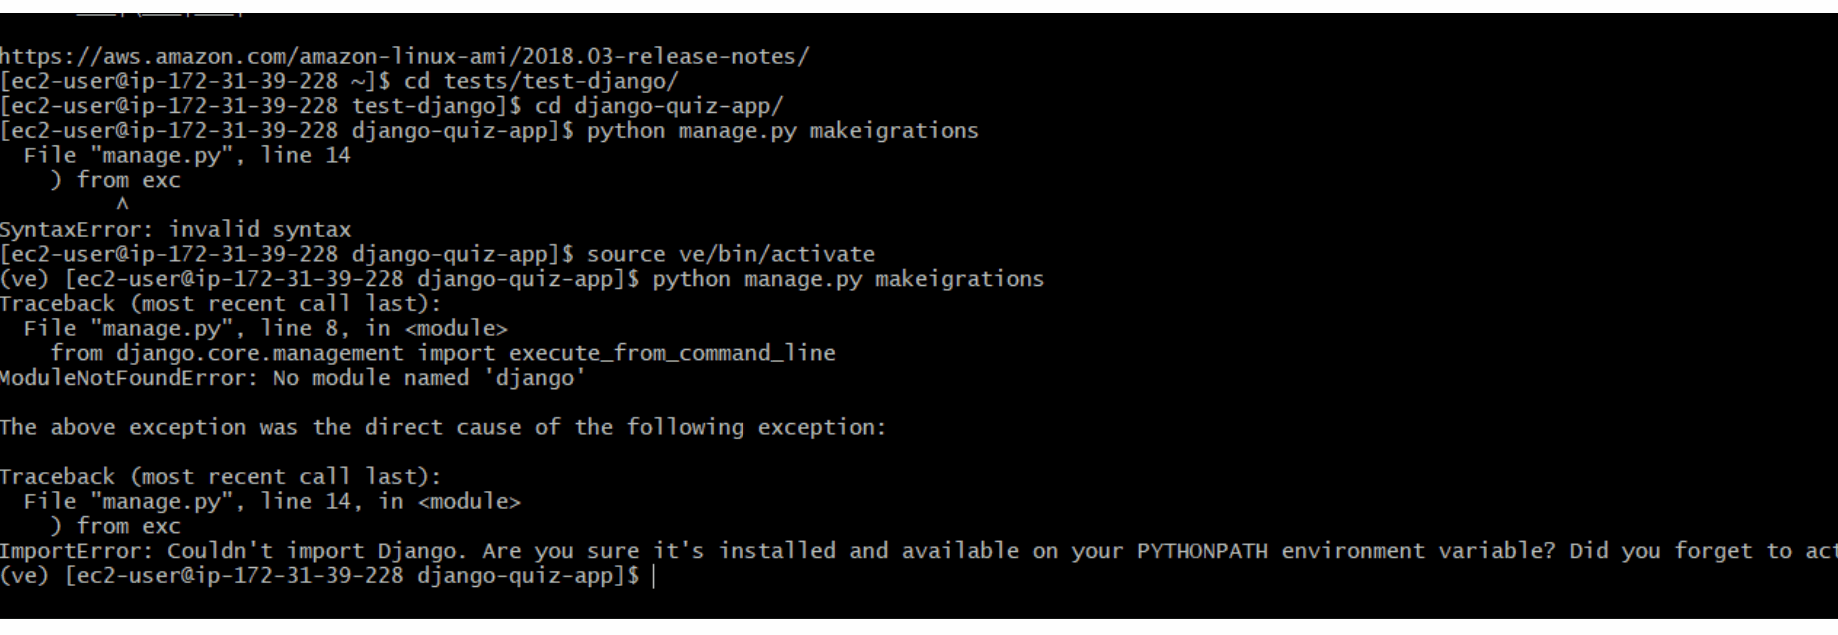 https://aws.amazon.com/amazon-linux-ami/2018.03-release-notes/
[ec2-user@ip-172-31-39-228 ~]$ cd tests/test-django/
[ec2-user@ip-172-31-39-228 test-django]$ cd django-quiz-app/
[ec2-user@ip-172-31-39-228 django-quiz-app]$ python manage.py makeigrations
  File "manage.py", line 14
    ) from exc
         ^
SyntaxError: invalid syntax
[ec2-user@ip-172-31-39-228 django-quiz-app]$ source ve/bin/activate
(ve) [ec2-user@ip-172-31-39-228 django-quiz-app]$ python manage.py makeigrations
Traceback (most recent call last):
  File "manage.py", line 8, in <module>
    from django.core.management import execute_from_command_line
ModuleNotFoundError: No module named 'django'
The above exception was the direct cause of the following exception:
Traceback (most recent call last):
  File "manage.py", line 14, in <module>
    ) from exc
ImportError: Couldn't import Django. Are you sure it's installed and available on your PYTHONPATH environment variable? Did you forget to act
(ve) [ec2-user@ip-172-31-39-228 django-quiz-app]$